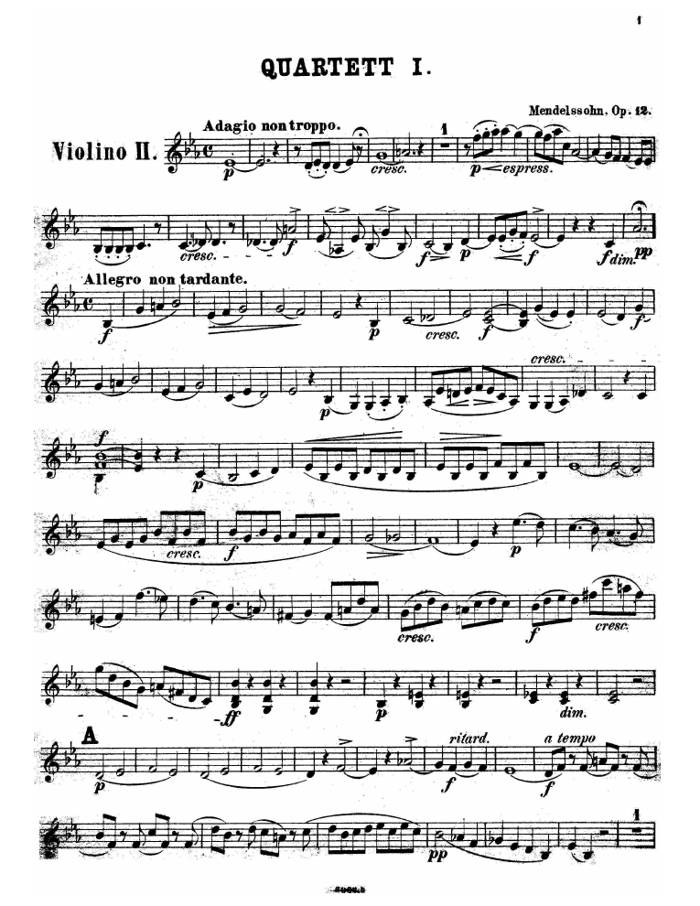 1
QUARTETT I.
Mendelssohn, Op. 12.
Adagio non troppo.
Violino II.
1
p cresc. p espress.
cresc. f f p f f dim. pp
Allegro non tardante.
f p cresc. f f
cresc.
p
f
p
cresc. f p
cresc. f cresc.
ff p dim.
A ritard. a tempo
p f f
1
pp